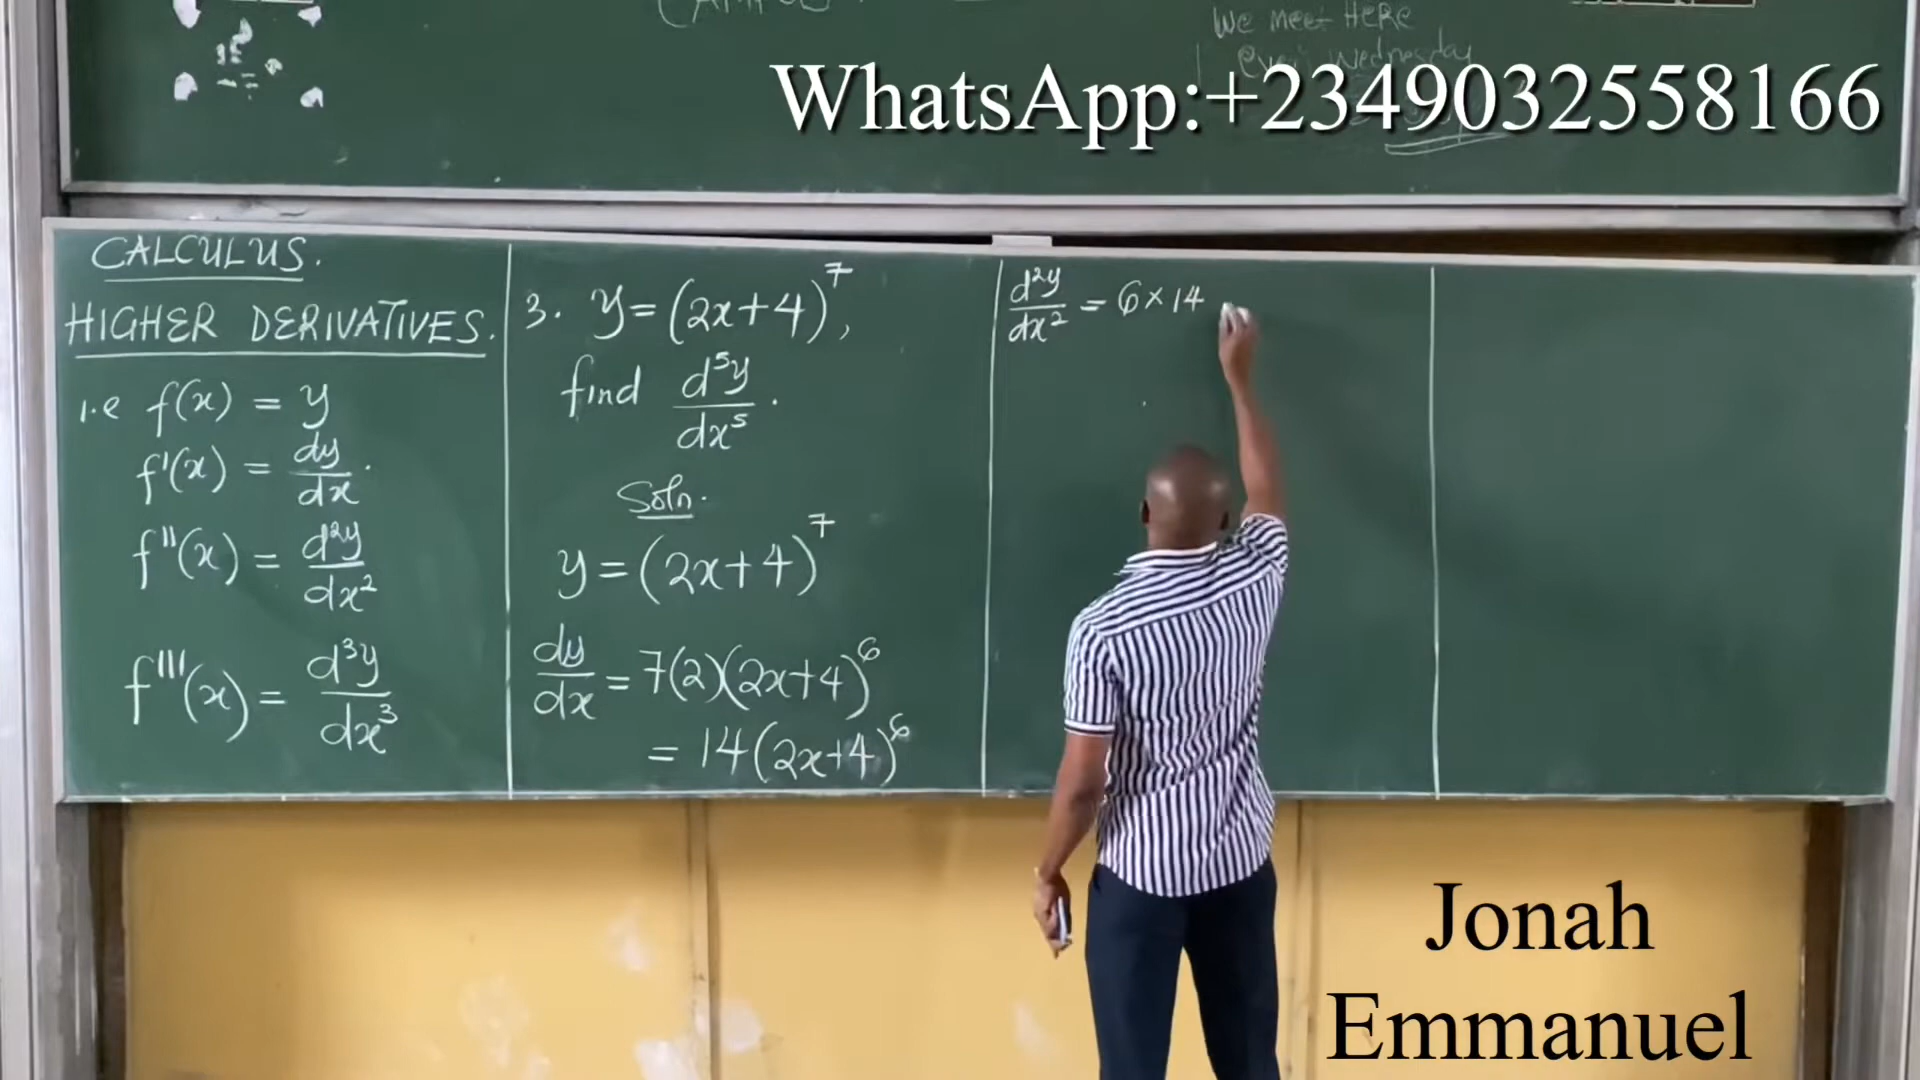 We meet HERE
every Wednesday
WhatsApp:+2349032558166
CALCULUS.
HIGHER DERIVATIVES.
i.e f(x) = y
f'(x) = dy/dx.
f''(x) = d²y/dx²
f'''(x) = d³y/dx³
3. y = (2x+4)⁷,
find d⁵y/dx⁵.
Soln.
y = (2x+4)⁷
dy/dx = 7(2)(2x+4)⁶
= 14(2x+4)⁶
d²y/dx² = 6×14
Jonah
Emmanuel